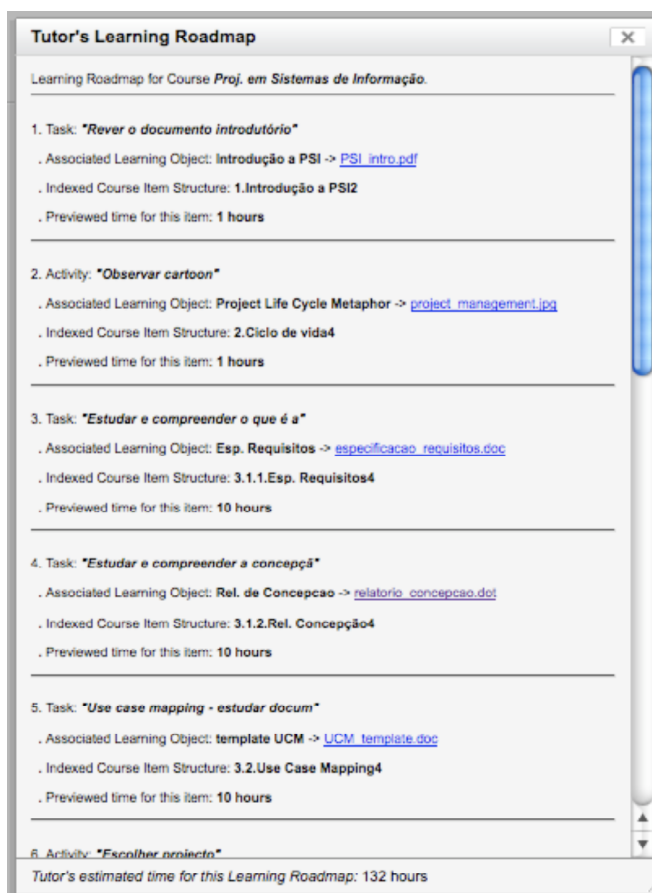 Tutor's Learning Roadmap
Learning Roadmap for Course Proj. em Sistemas de Informação.
1. Task: "Rever o documento introdutório"
. Associated Learning Object: Introdução a PSI -> PSI_intro.pdf
. Indexed Course Item Structure: 1.Introdução a PSI2
. Previewed time for this item: 1 hours
2. Activity: "Observar cartoon"
. Associated Learning Object: Project Life Cycle Metaphor -> project_management.jpg
. Indexed Course Item Structure: 2.Ciclo de vida4
. Previewed time for this item: 1 hours
3. Task: "Estudar e compreender o que é a"
. Associated Learning Object: Esp. Requisitos -> especificacao_requisitos.doc
. Indexed Course Item Structure: 3.1.1.Esp. Requisitos4
. Previewed time for this item: 10 hours
4. Task: "Estudar e compreender a concepçã"
. Associated Learning Object: Rel. de Concepcao -> relatorio_concepcao.dot
. Indexed Course Item Structure: 3.1.2.Rel. Concepção4
. Previewed time for this item: 10 hours
5. Task: "Use case mapping - estudar docum"
. Associated Learning Object: template UCM -> UCM_template.doc
. Indexed Course Item Structure: 3.2.Use Case Mapping4
. Previewed time for this item: 10 hours
6. Activity: "Escolher projecto"
Tutor's estimated time for this Learning Roadmap: 132 hours